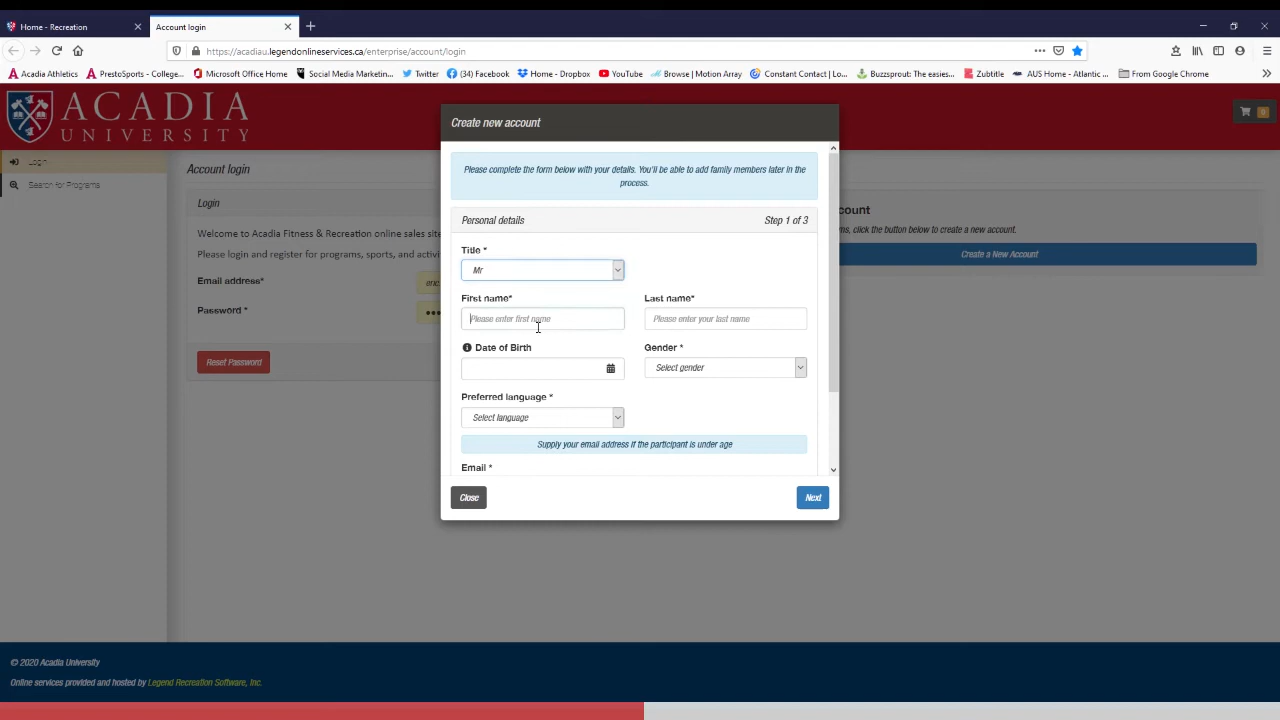 Home - Recreation
Account login
https://acadiau.legendonlineservices.ca/enterprise/account/login
Acadia Athletics
PrestoSports - College...
Microsoft Office Home
Social Media Marketin...
Twitter
(34) Facebook
Home - Dropbox
YouTube
Browse | Motion Array
Constant Contact | Lo...
Buzzsprout: The easies...
Zubtitle
AUS Home - Atlantic ...
From Google Chrome
ACADIA
UNIVERSITY
0
Login
Search for Programs
Account login
Login
Welcome to Acadia Fitness & Recreation online sales site
Please login and register for programs, sports, and activi
Email address*
eric
Password *
Reset Password
count
ms, click the button below to create a new account.
Create a New Account
Create new account
Please complete the form below with your details. You'll be able to add family members later in the
process.
Personal details
Step 1 of 3
Title *
Mr
First name*
Last name*
Please enter first name
Please enter your last name
Date of Birth
Gender *
Select gender
Preferred language *
Select language
Supply your email address if the participant is under age
Email *
Close
Next
© 2020 Acadia University
Online services provided and hosted by Legend Recreation Software, Inc.